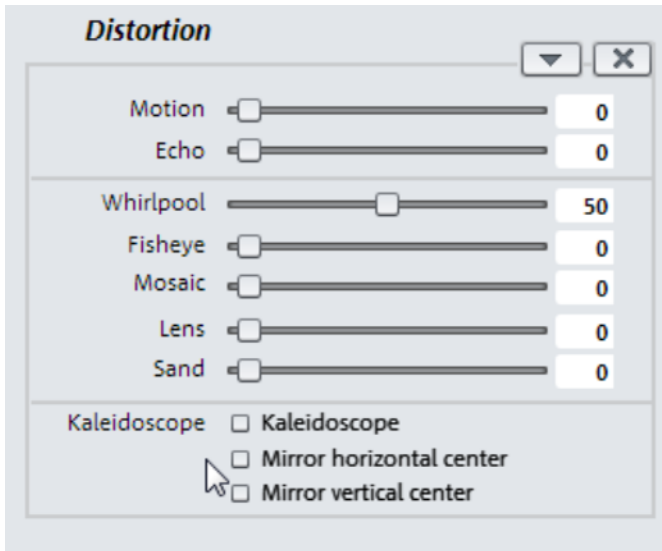 Distortion
Motion 0
Echo 0
Whirlpool 50
Fisheye 0
Mosaic 0
Lens 0
Sand 0
Kaleidoscope Kaleidoscope
Mirror horizontal center
Mirror vertical center